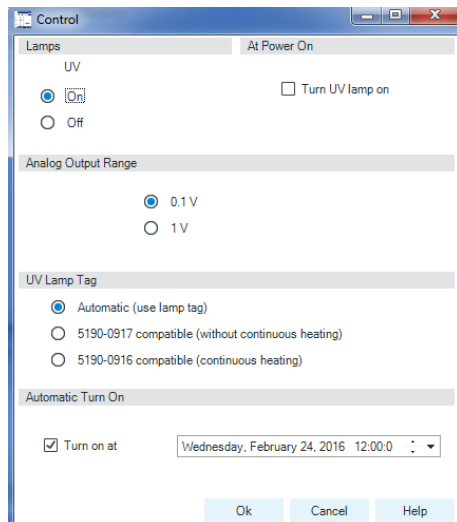 Control
Lamps
At Power On
UV
On
Turn UV lamp on
Off
Analog Output Range
0.1 V
1 V
UV Lamp Tag
Automatic (use lamp tag)
5190-0917 compatible (without continuous heating)
5190-0916 compatible (continuous heating)
Automatic Turn On
Turn on at
Wednesday, February 24, 2016 12:00:0
Ok Cancel Help